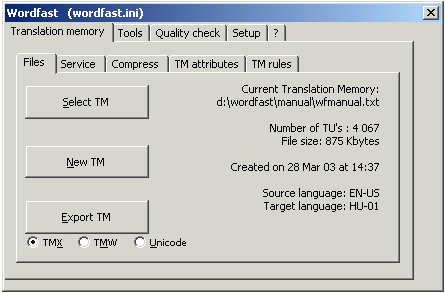 Wordfast (wordfast.ini)
Translation memory Tools Quality check Setup ?
Files Service Compress TM attributes TM rules
Select TM
Current Translation Memory:
d:\wordfast\manual\wfmanual.txt
Number of TU's : 4 067
File size: 875 Kbytes
New TM
Created on 28 Mar 03 at 14:37
Source language: EN-US
Target language: HU-01
Export TM
TMX TMW Unicode